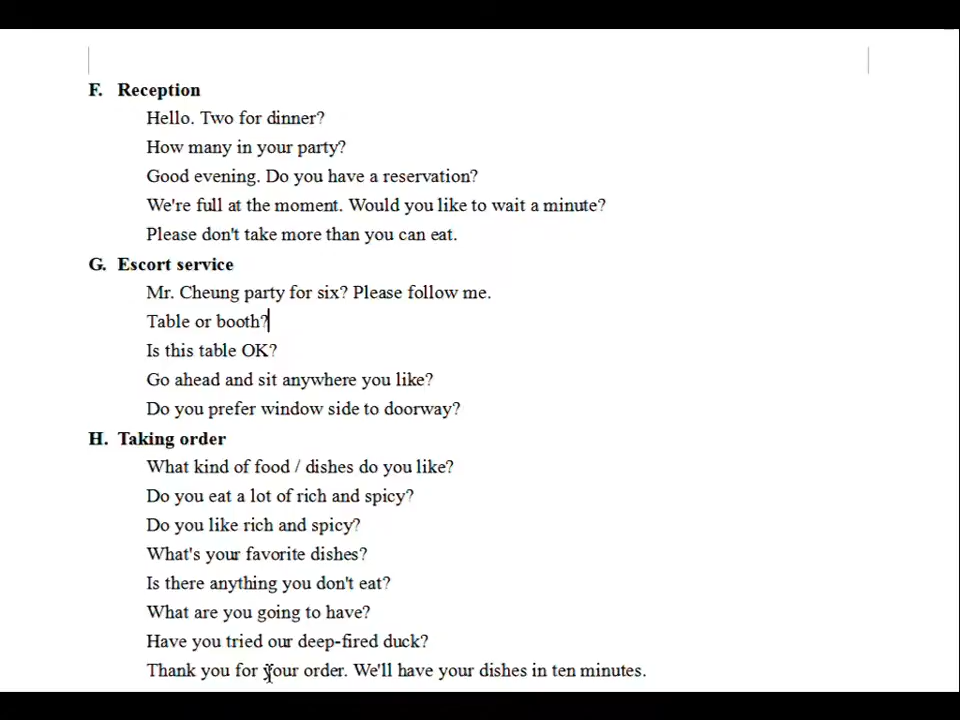 F. Reception
Hello. Two for dinner?
How many in your party?
Good evening. Do you have a reservation?
We're full at the moment. Would you like to wait a minute?
Please don't take more than you can eat.
G. Escort service
Mr. Cheung party for six? Please follow me.
Table or booth?
Is this table OK?
Go ahead and sit anywhere you like?
Do you prefer window side to doorway?
H. Taking order
What kind of food / dishes do you like?
Do you eat a lot of rich and spicy?
Do you like rich and spicy?
What's your favorite dishes?
Is there anything you don't eat?
What are you going to have?
Have you tried our deep-fired duck?
Thank you for your order. We'll have your dishes in ten minutes.